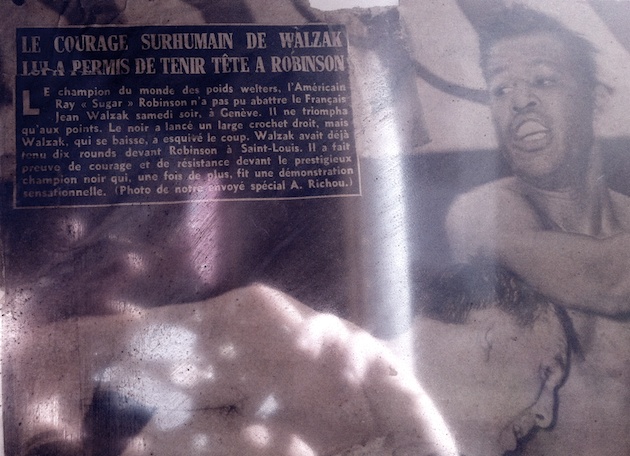 LE COURAGE SURHUMAIN DE WALZAK
LUI A PERMIS DE TENIR TÊTE A ROBINSON
LE champion du monde des poids welters, l'Américain
Ray « Sugar » Robinson n'a pas pu abattre le Français
Jean Walzak samedi soir, à Genève. Il ne triompha
qu'aux points. Le noir a lancé un large crochet droit, mais
Walzak, qui se baisse, a esquivé le coup. Walzak avait déjà
tenu dix rounds devant Robinson à Saint-Louis. Il a fait
preuve de courage et de résistance devant le prestigieux
champion noir qui, une fois de plus, fit une démonstration
sensationnelle. (Photo de notre envoyé spécial A. Richou.)